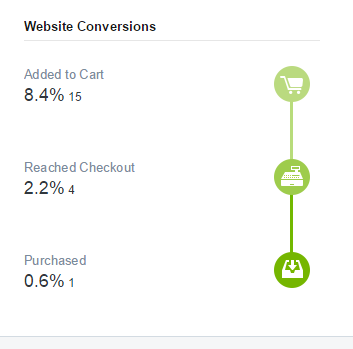 Website Conversions
Added to Cart
8.4% 15
Reached Checkout
2.2% 4
Purchased
0.6% 1